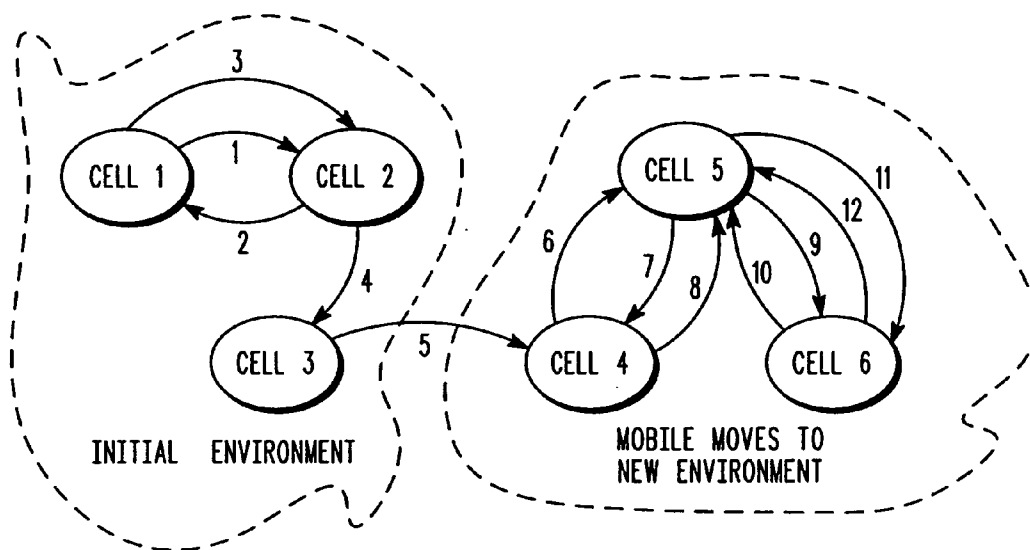 3
11
CELL 1
1
CELL 2
CELL 5
12
2
6
7
9
4
8
10
CELL 3
5
CELL 4
CELL 6
INITIAL ENVIRONMENT
MOBILE MOVES TO
NEW ENVIRONMENT